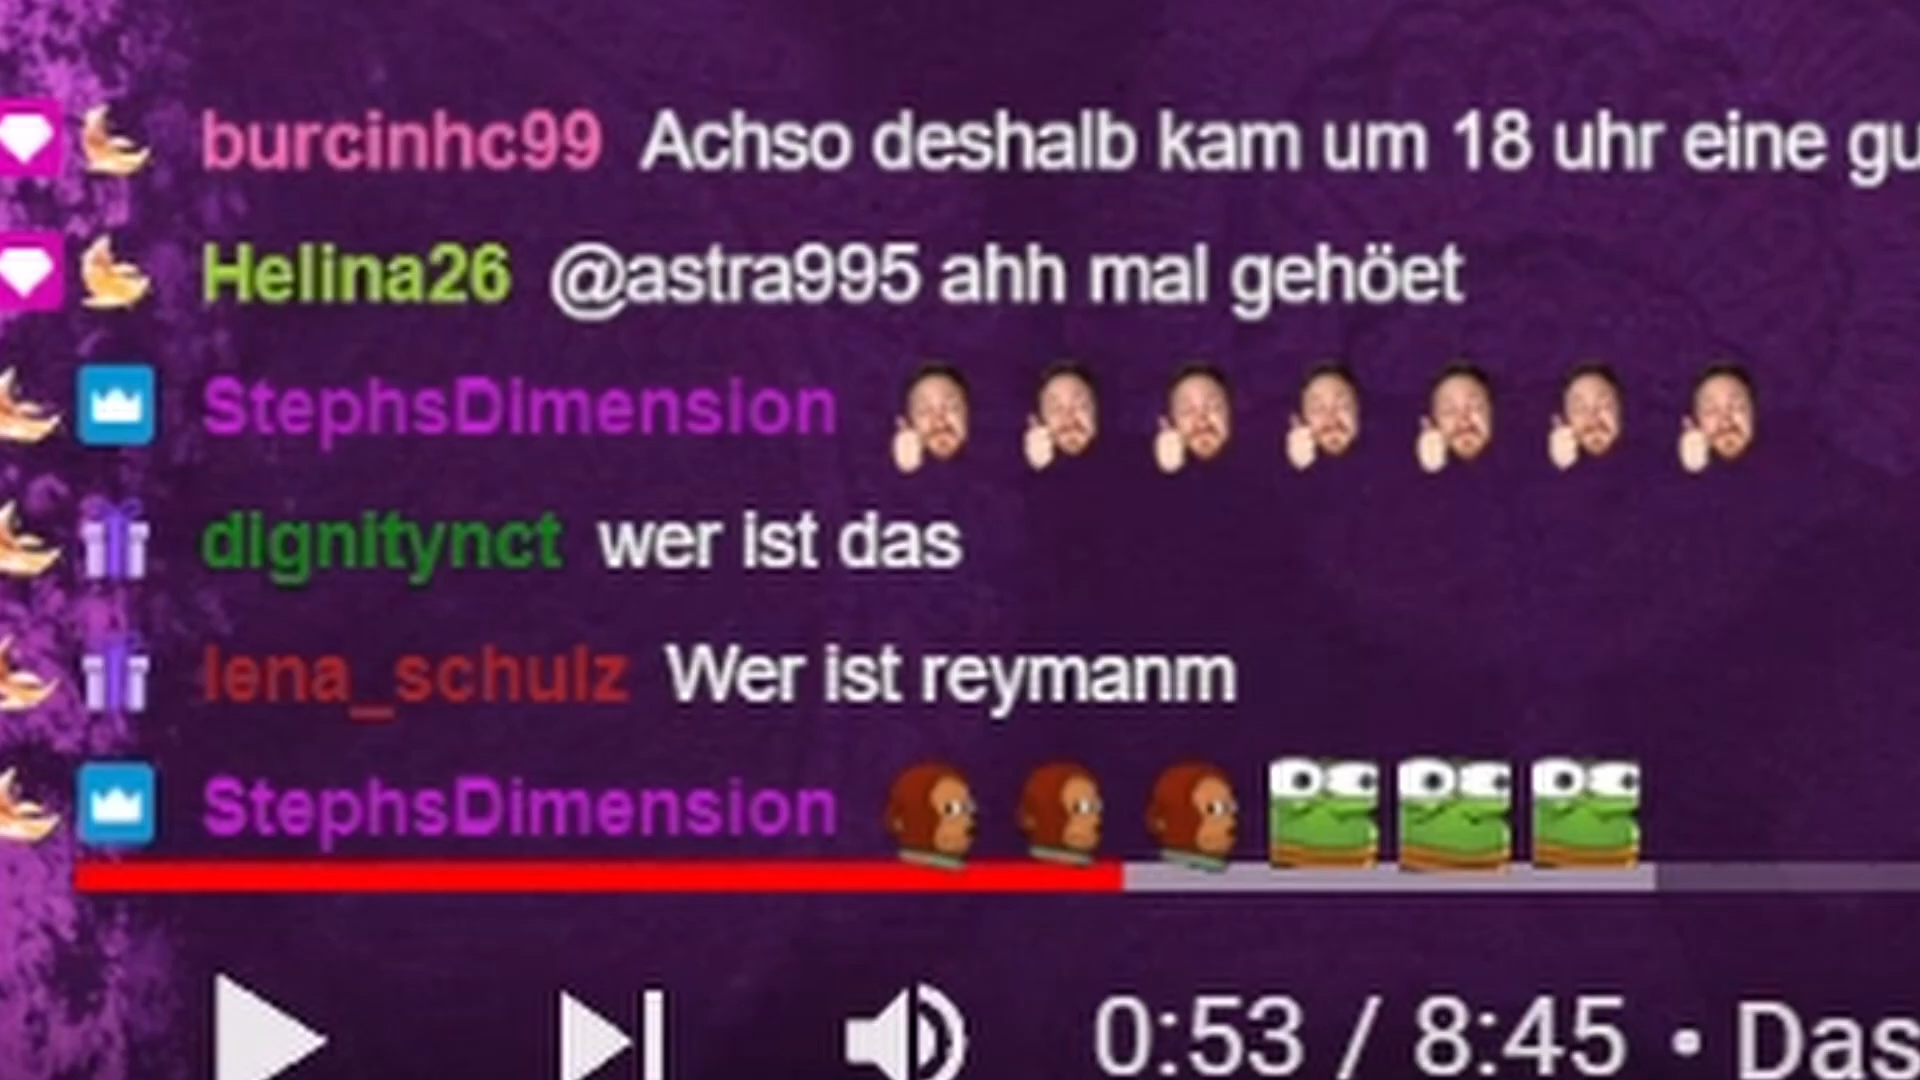 burcinhc99 Achso deshalb kam um 18 uhr eine
Helina26 @astra995 ahh mal gehöet
StephsDimension
dignitynct wer ist das
lena_schulz Wer ist reymanm
StephsDimension
0:53 / 8:45 • Das